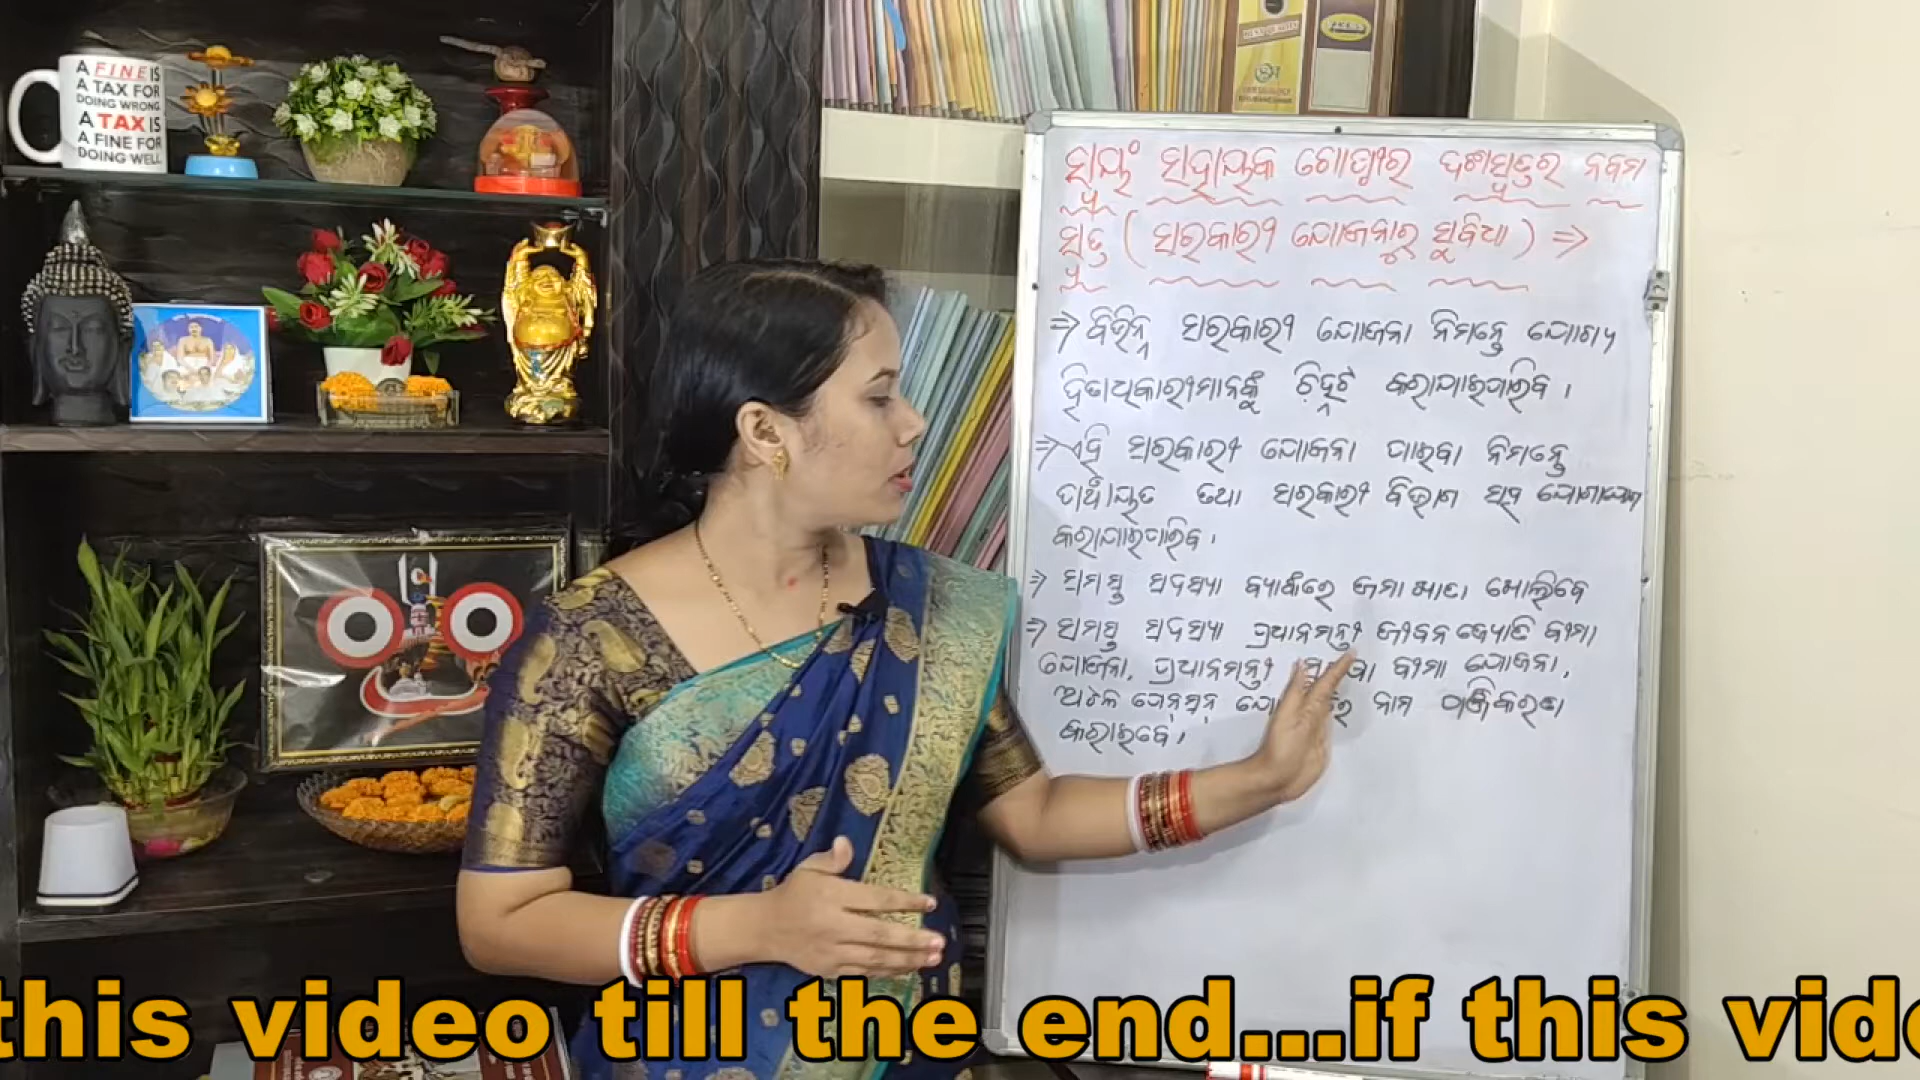 A FINE IS
A TAX FOR
DOING WRONG
A TAX IS
A FINE FOR
DOING WELL
ସ୍ୱୟଂ ସହାୟକ ଗୋଷ୍ଠୀର ଦଶସୂତ୍ରର ନବମ
ସୂତ୍ର ( ସରକାରୀ ଯୋଜନାର ସୁବିଧା ) ⇒
⇒ ବିଭିନ୍ନ ସରକାରୀ ଯୋଜନା ନିମନ୍ତେ ଯୋଗ୍ୟ
ହିତାଧିକାରୀମାନଙ୍କୁ ଚିହ୍ନଟ କରାଯାଇପାରିବ ।
⇒ ଏହି ସରକାରୀ ଯୋଜନା ପାଇବା ନିମନ୍ତେ
ପଞ୍ଚାୟତ ତଥା ସରକାରୀ ବିଭାଗ ସହ ଯୋଗାଯୋଗ
କରାଯାଇପାରିବ ।
⇒ ସମସ୍ତ ସଦସ୍ୟା ବ୍ୟାଙ୍କରେ ଜମା ଖାତା ଖୋଲିବେ
⇒ ସମସ୍ତ ସଦସ୍ୟା ପ୍ରଧାନମନ୍ତ୍ରୀ ଜୀବନ ଜ୍ୟୋତି ବୀମା
ଯୋଜନା, ପ୍ରଧାନମନ୍ତ୍ରୀ ବୀମା ଯୋଜନା,
ଅଟଳ ପେନ୍ସନ୍ ନାମ ପଞ୍ଜିକରଣ
କରାଇବେ ।
this video till the end...if this vide